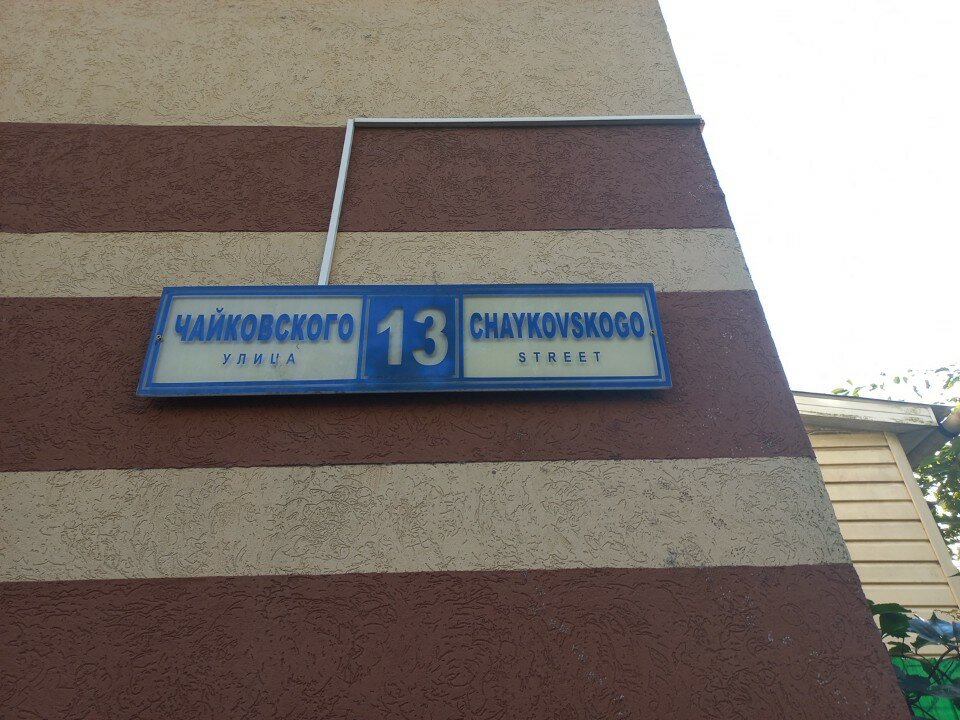 ЧАЙКОВСКОГО
УЛИЦА
13
CHAYKOVSKOGO
STREET